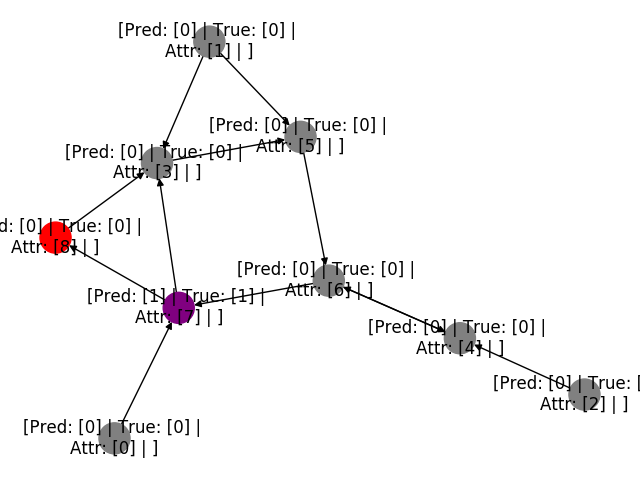 [Pred: [0] | True: [0] |
Attr: [1] | ]
[Pred: [0] | True: [0] |
Attr: [5] | ]
[Pred: [0] | True: [0] |
Attr: [3] | ]
d: [0] | True: [0] |
Attr: [8] | ]
[Pred: [0] | True: [0] |
Attr: [6] | ]
[Pred: [1] | True: [1] |
Attr: [7] | ]
[Pred: [0] | True: [0] |
Attr: [4] | ]
[Pred: [0] | True: [
Attr: [2] | ]
[Pred: [0] | True: [0] |
Attr: [0] | ]